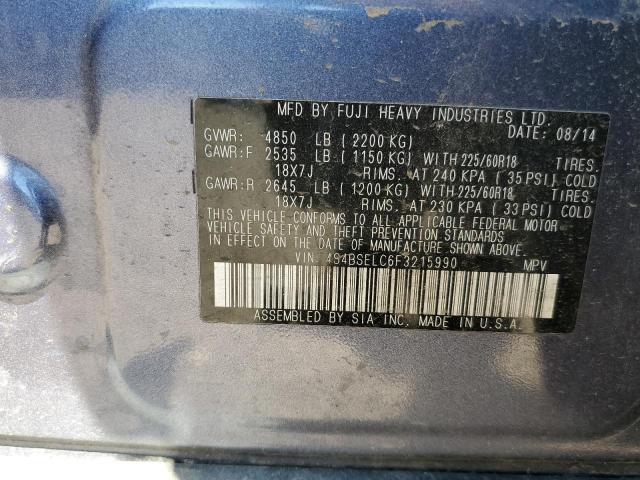 MFD BY FUJI HEAVY INDUSTRIES LTD.
DATE: 08/14
GVWR: 4850 LB (2200 KG)
GAWR:F 2535 LB (1150 KG) WITH 225/60R18 TIRES.
18X7J RIMS. AT 240 KPA (35 PSI) COLD
GAWR:R 2645 LB (1200 KG) WITH 225/60R18 TIRES.
18X7J RIMS. AT 230 KPA (33 PSI) COLD
THIS VEHICLE CONFORMS TO ALL APPLICABLE FEDERAL MOTOR
VEHICLE SAFETY AND THEFT PREVENTION STANDARDS
IN EFFECT ON THE DATE OF MANUFACTURE SHOWN ABOVE.
VIN: 4S4BSELC6F3215990 MPV
ASSEMBLED BY SIA INC. MADE IN U.S.A.